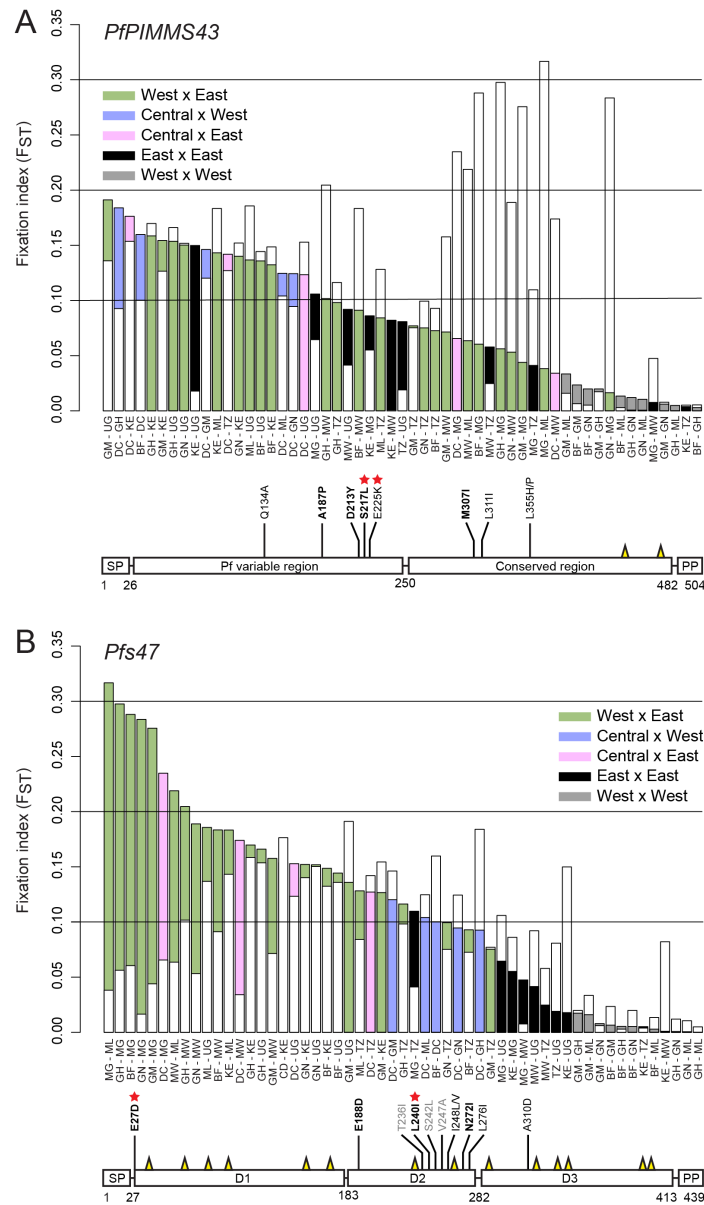 A
PfPIMMS43
Fixation index (FST)
0.35
0.30
0.25
0.20
0.15
0.10
0.05
0.00
West x East
Central x West
Central x East
East x East
West x West
GM - UG
DC - GH
DC - KE
BF - DC
GH - KE
GM - KE
GH - UG
GN - UG
KE - UG
DC - GM
KE - ML
DC - TZ
GN - KE
ML - UG
BF - UG
BF - KE
DC - ML
DC - GN
DC - UG
MG - UG
GH - MW
GH - TZ
MW - UG
BF - MW
KE - MG
ML - TZ
KE - MW
TZ - UG
GM - TZ
GN - TZ
BF - TZ
GM - MW
DC - MG
MW - ML
BF - MG
MW - TZ
GH - MG
GN - MW
GM - MG
MG - TZ
MG - ML
DC - MW
GM - ML
BF - GM
BF - GN
GM - GH
GN - MG
BF - ML
GH - GN
GN - ML
MG - MW
GM - GN
GH - ML
KE - TZ
BF - GH
Q134A
A187P
D213Y
S217L
E225K
M307I
L311I
L355H/P
SP
Pf variable region
Conserved region
PP
1
26
250
482
504
B
Pfs47
Fixation index (FST)
0.35
0.30
0.25
0.20
0.15
0.10
0.05
0.00
West x East
Central x West
Central x East
East x East
West x West
MG - ML
GH - MG
BF - MG
GN - MG
GM - MG
DC - MG
MW - ML
GH - MW
GN - MW
ML - UG
BF - MW
KE - ML
DC - MW
GH - KE
GH - UG
GM - MW
CD - KE
DC - UG
GN - KE
GN - UG
BF - KE
BF - UG
GM - UG
ML - TZ
DC - TZ
GM - KE
DC - GM
GH - TZ
MG - TZ
DC - ML
BF - DC
GN - TZ
DC - GN
BF - TZ
DC - GH
GM - TZ
MG - UG
KE - MG
MG - MW
MW - UG
MW - TZ
TZ - UG
KE - UG
GM - GH
GM - ML
GM - GN
BF - GM
BF - GH
BF - GN
KE - TZ
BF - ML
KE - MW
GH - GN
GN - ML
GH - ML
E27D
E188D
T236I
L240I
S242L
V247A
I248L/V
N272I
L276I
A310D
SP
D1
D2
D3
PP
1
27
183
282
413
439